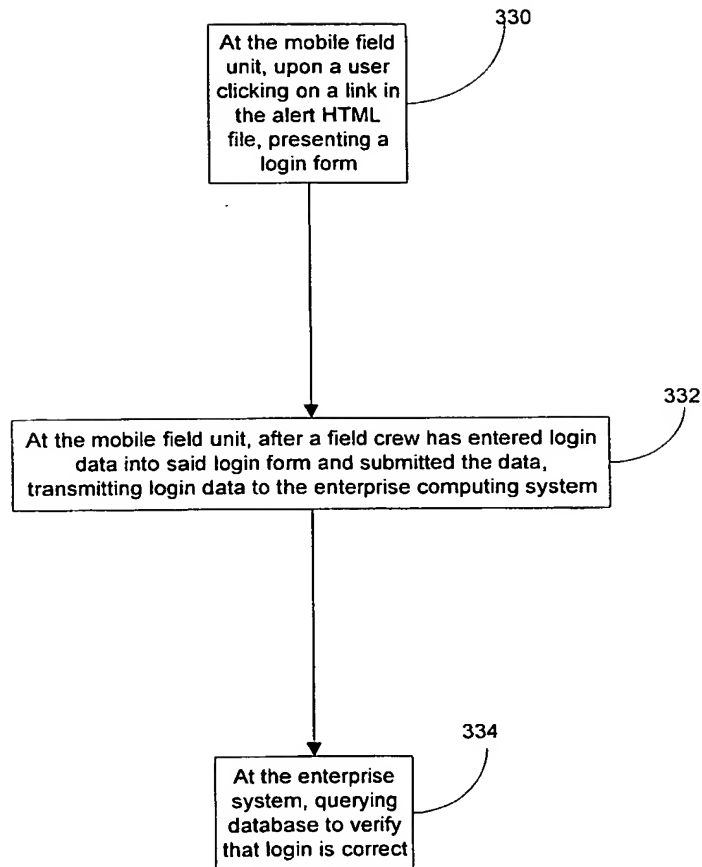 330
At the mobile field
unit, upon a user
clicking on a link in
the alert HTML
file, presenting a
login form
332
At the mobile field unit, after a field crew has entered login
data into said login form and submitted the data,
transmitting login data to the enterprise computing system
334
At the enterprise
system, querying
database to verify
that login is correct